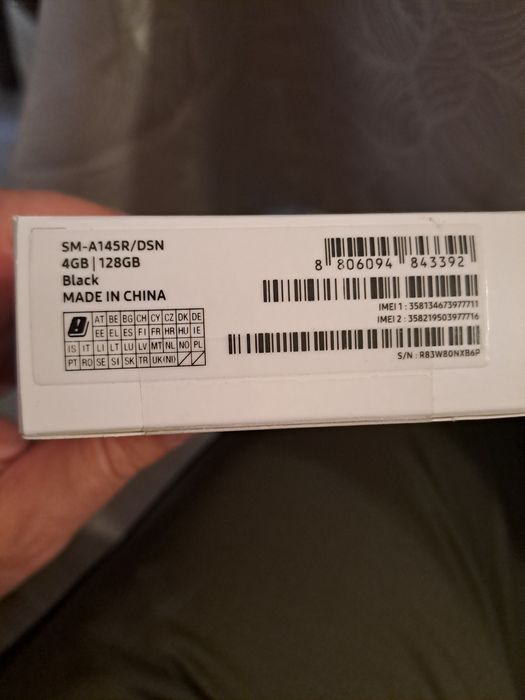 SM-A145R/DSN
4GB | 128GB
Black
MADE IN CHINA
AT BE BG CH CY CZ DK DE
EE EL ES FI FR HR HU IE
IS IT LI LT LU LV MT NL NO PL
PT RO SE SI SK TR UK(NI)
8 806094 843392
IMEI 1 : 358134673977711
IMEI 2 : 358219503977716
S/N : R83W80NXB6P